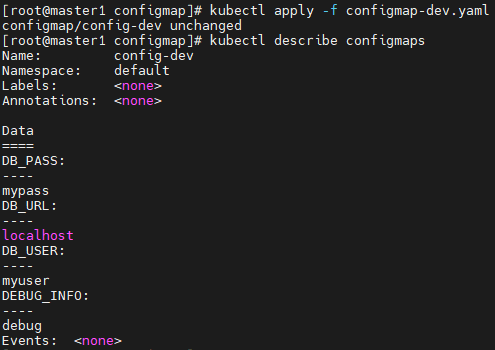 [root@master1 configmap]# kubectl apply -f configmap-dev.yaml
configmap/config-dev unchanged
[root@master1 configmap]# kubectl describe configmaps
Name:         config-dev
Namespace:    default
Labels:       <none>
Annotations:  <none>
Data
====
DB_PASS:
----
mypass
DB_URL:
----
localhost
DB_USER:
----
myuser
DEBUG_INFO:
----
debug
Events:  <none>